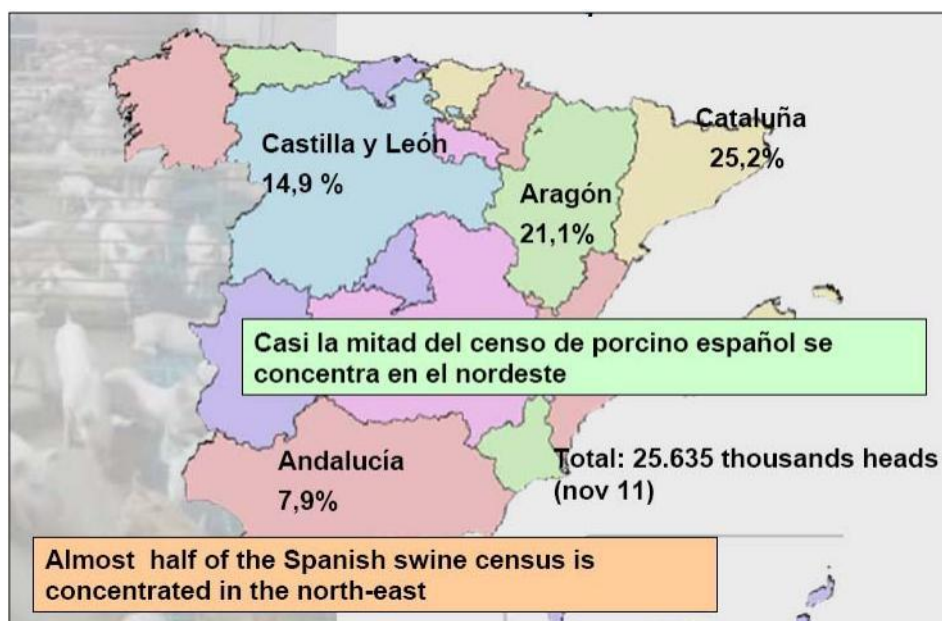 Cataluña
25,2%
Castilla y León
14,9 %
Aragón
21,1%
Casi la mitad del censo de porcino español se
concentra en el nordeste
Andalucía
7,9%
Total: 25.635 thousands heads
(nov 11)
Almost half of the Spanish swine census is
concentrated in the north-east